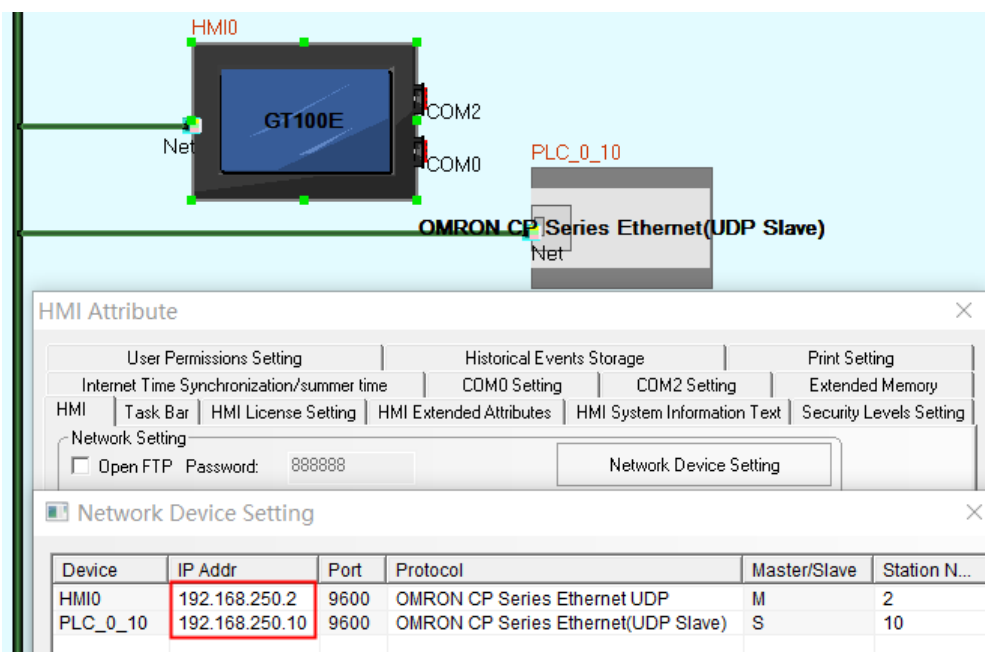 HMI0
GT100E
COM2
Net
COM0
PLC_0_10
OMRON CP Series Ethernet(UDP Slave)
Net
HMI Attribute
User Permissions Setting Historical Events Storage Print Setting
Internet Time Synchronization/summer time COM0 Setting COM2 Setting Extended Memory
HMI Task Bar HMI License Setting HMI Extended Attributes HMI System Information Text Security Levels Setting
Network Setting
Open FTP Password: 888888 Network Device Setting
Network Device Setting
Device IP Addr Port Protocol Master/Slave Station N...
HMI0 192.168.250.2 9600 OMRON CP Series Ethernet UDP M 2
PLC_0_10 192.168.250.10 9600 OMRON CP Series Ethernet(UDP Slave) S 10